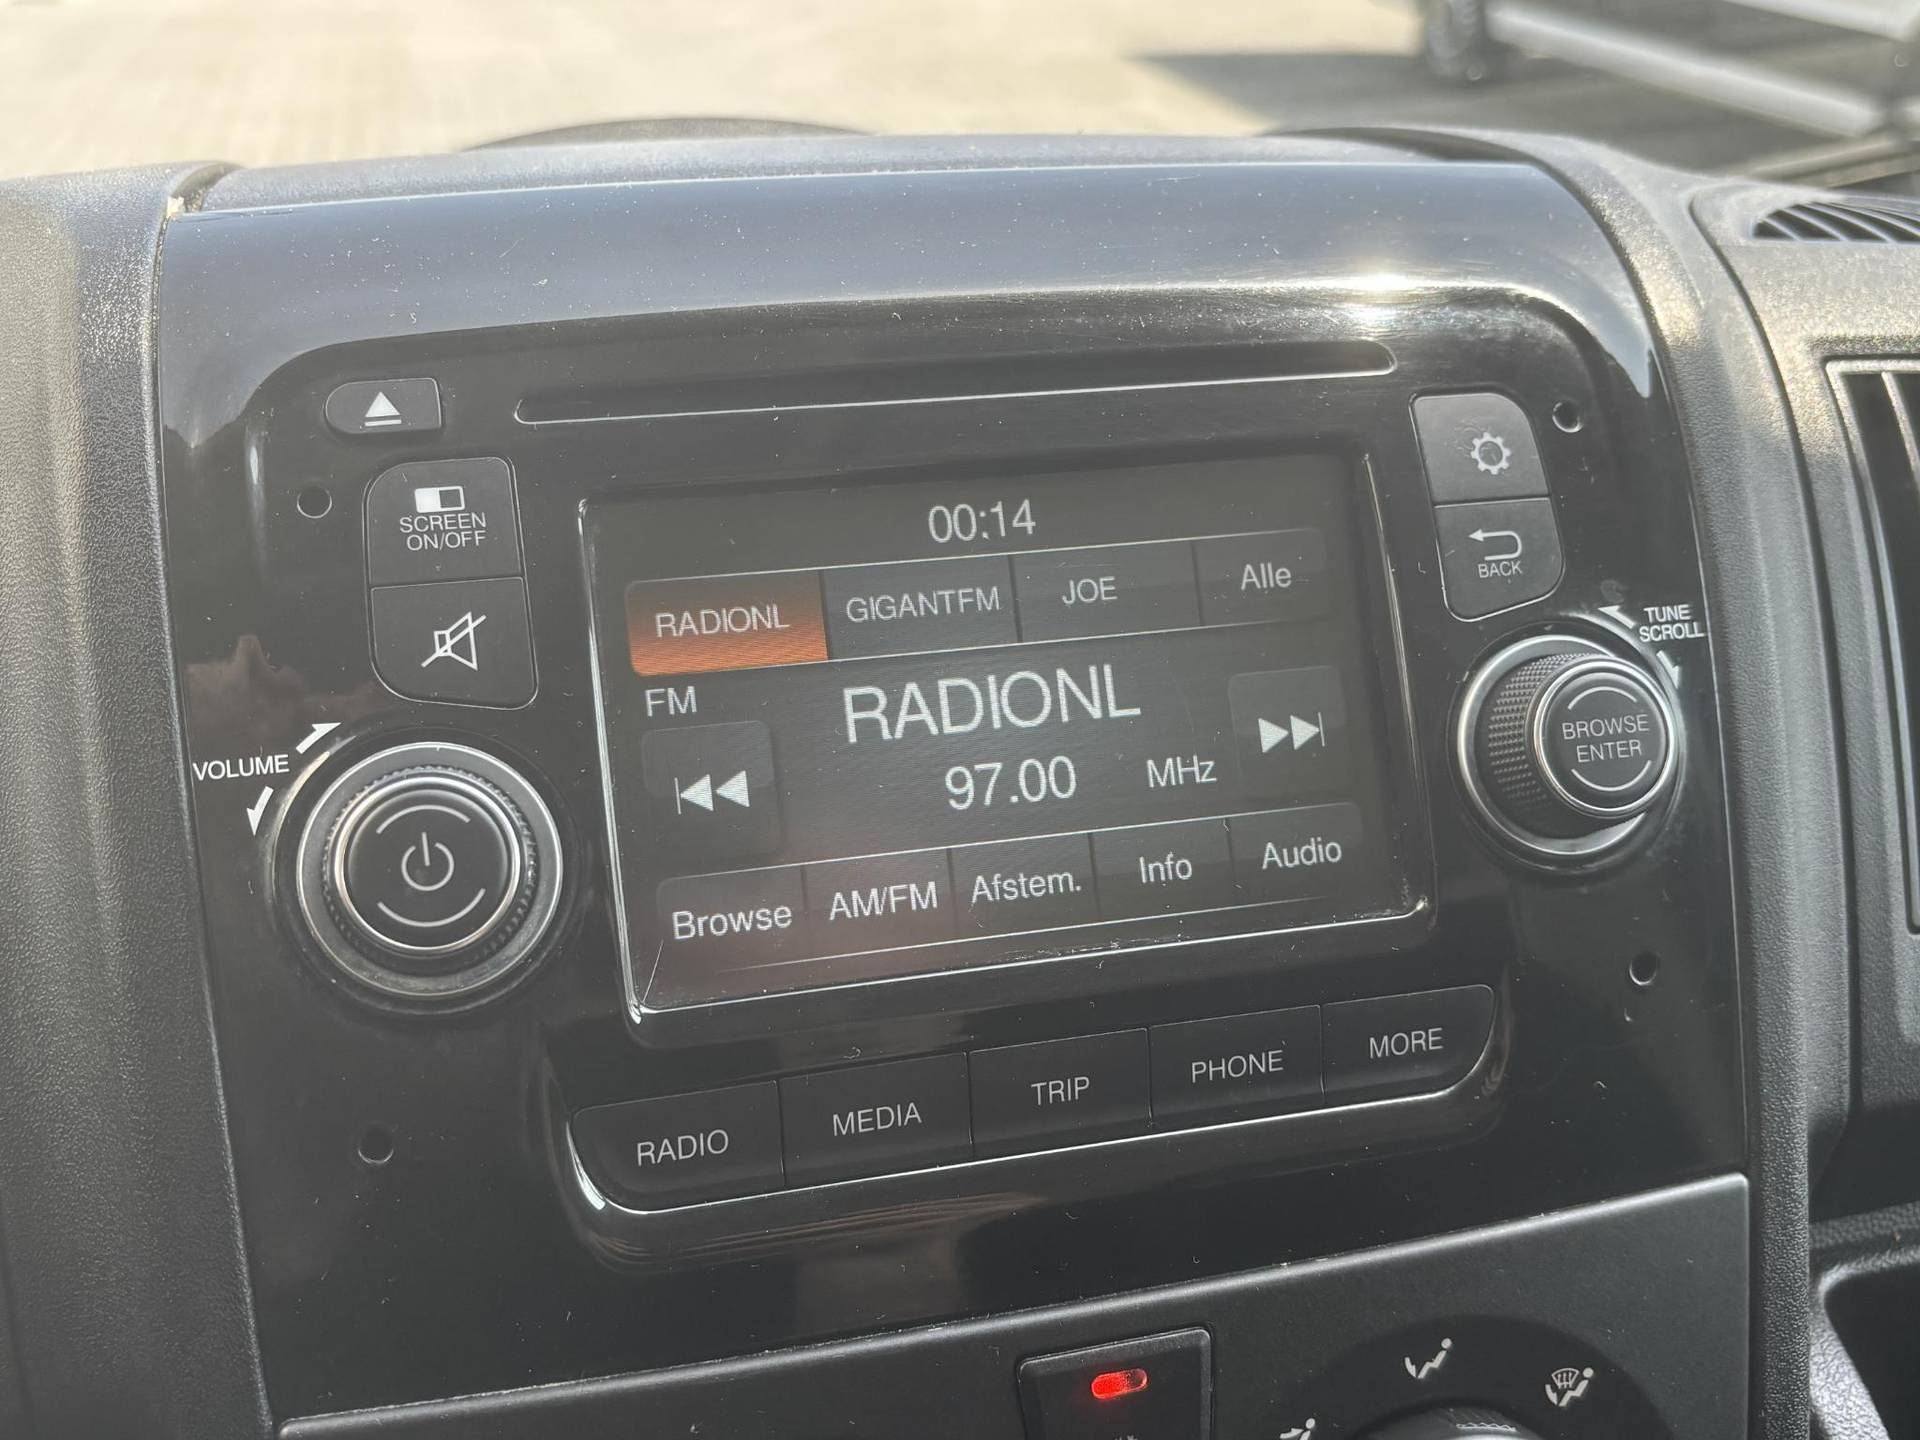 00:14
SCREEN
ON/OFF
BACK
RADIONL GIGANTFM JOE Alle
TUNE
SCROLL
FM
RADIONL
97.00 MHz
VOLUME
BROWSE
ENTER
Browse AM/FM Afstem. Info Audio
RADIO MEDIA TRIP PHONE MORE